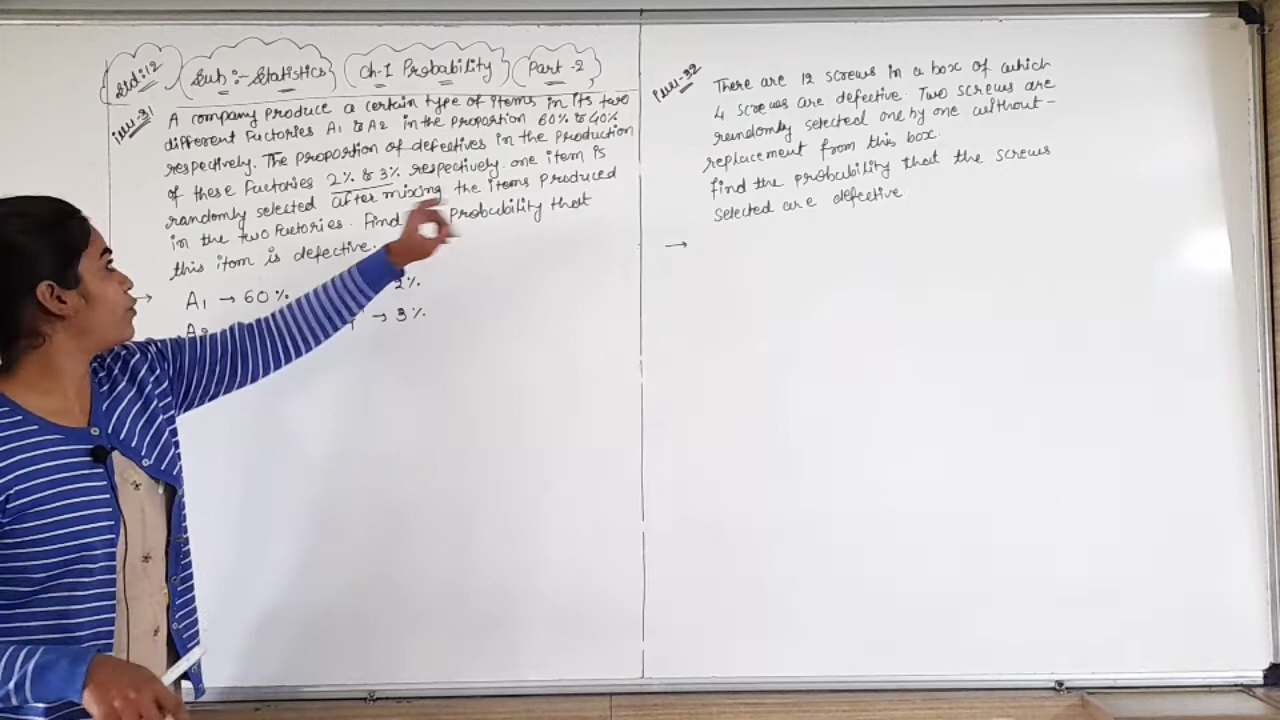 Std:12 Sub :- Statistics Ch-1 Probability Part -2
illu-31
A company produce a certain type of items in its two
different Factories A1 & A2 in the proportion 60% & 40%
respectively. The proportion of defectives in the production
of these Factories 2% & 3% respectively. one item is
randomly selected after mixing the items produced
in the two Factories. Find probability that
this item is defective.
→ A1 → 60% 2%
A2 → 3%
illu-32
There are 12 screws in a box of which
4 screws are defective. Two screws are
randomly selected one by one without-
replacement from this box.
Find the probability that the screws
selected are defective
→